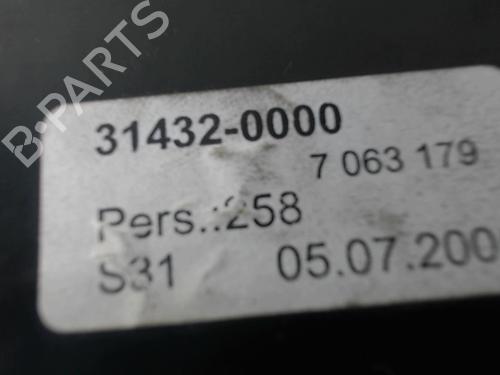 B-PARTS
31432-0000
7 063 179
Pers.:258
S31 05.07.200